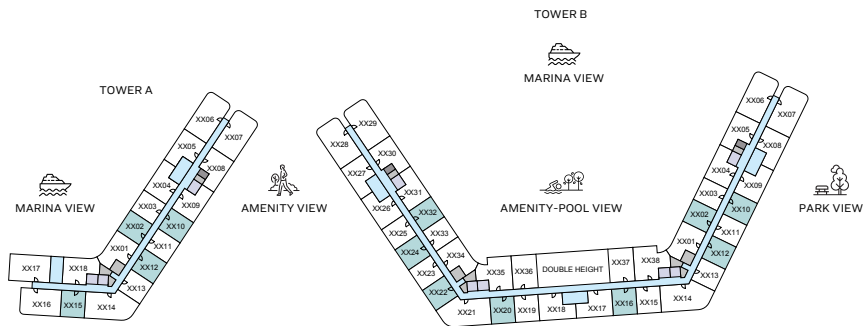 TOWER B
MARINA VIEW
TOWER A
MARINA VIEW
XX06
XX07
XX05
XX08
XX04
XX09
XX03
XX10
XX02
XX11
XX01
XX12
XX18
XX17
XX13
XX16
XX15
XX14
AMENITY VIEW
XX29
XX28
XX30
XX27
XX31
XX26
XX32
XX25
XX33
XX24
XX34
XX23
XX22
XX21
AMENITY-POOL VIEW
XX35
XX36
DOUBLE HEIGHT
XX37
XX38
XX20
XX19
XX18
XX17
XX16
XX15
XX14
XX06
XX07
XX05
XX08
XX04
XX09
XX03
XX10
XX02
XX11
XX01
XX12
XX13
PARK VIEW